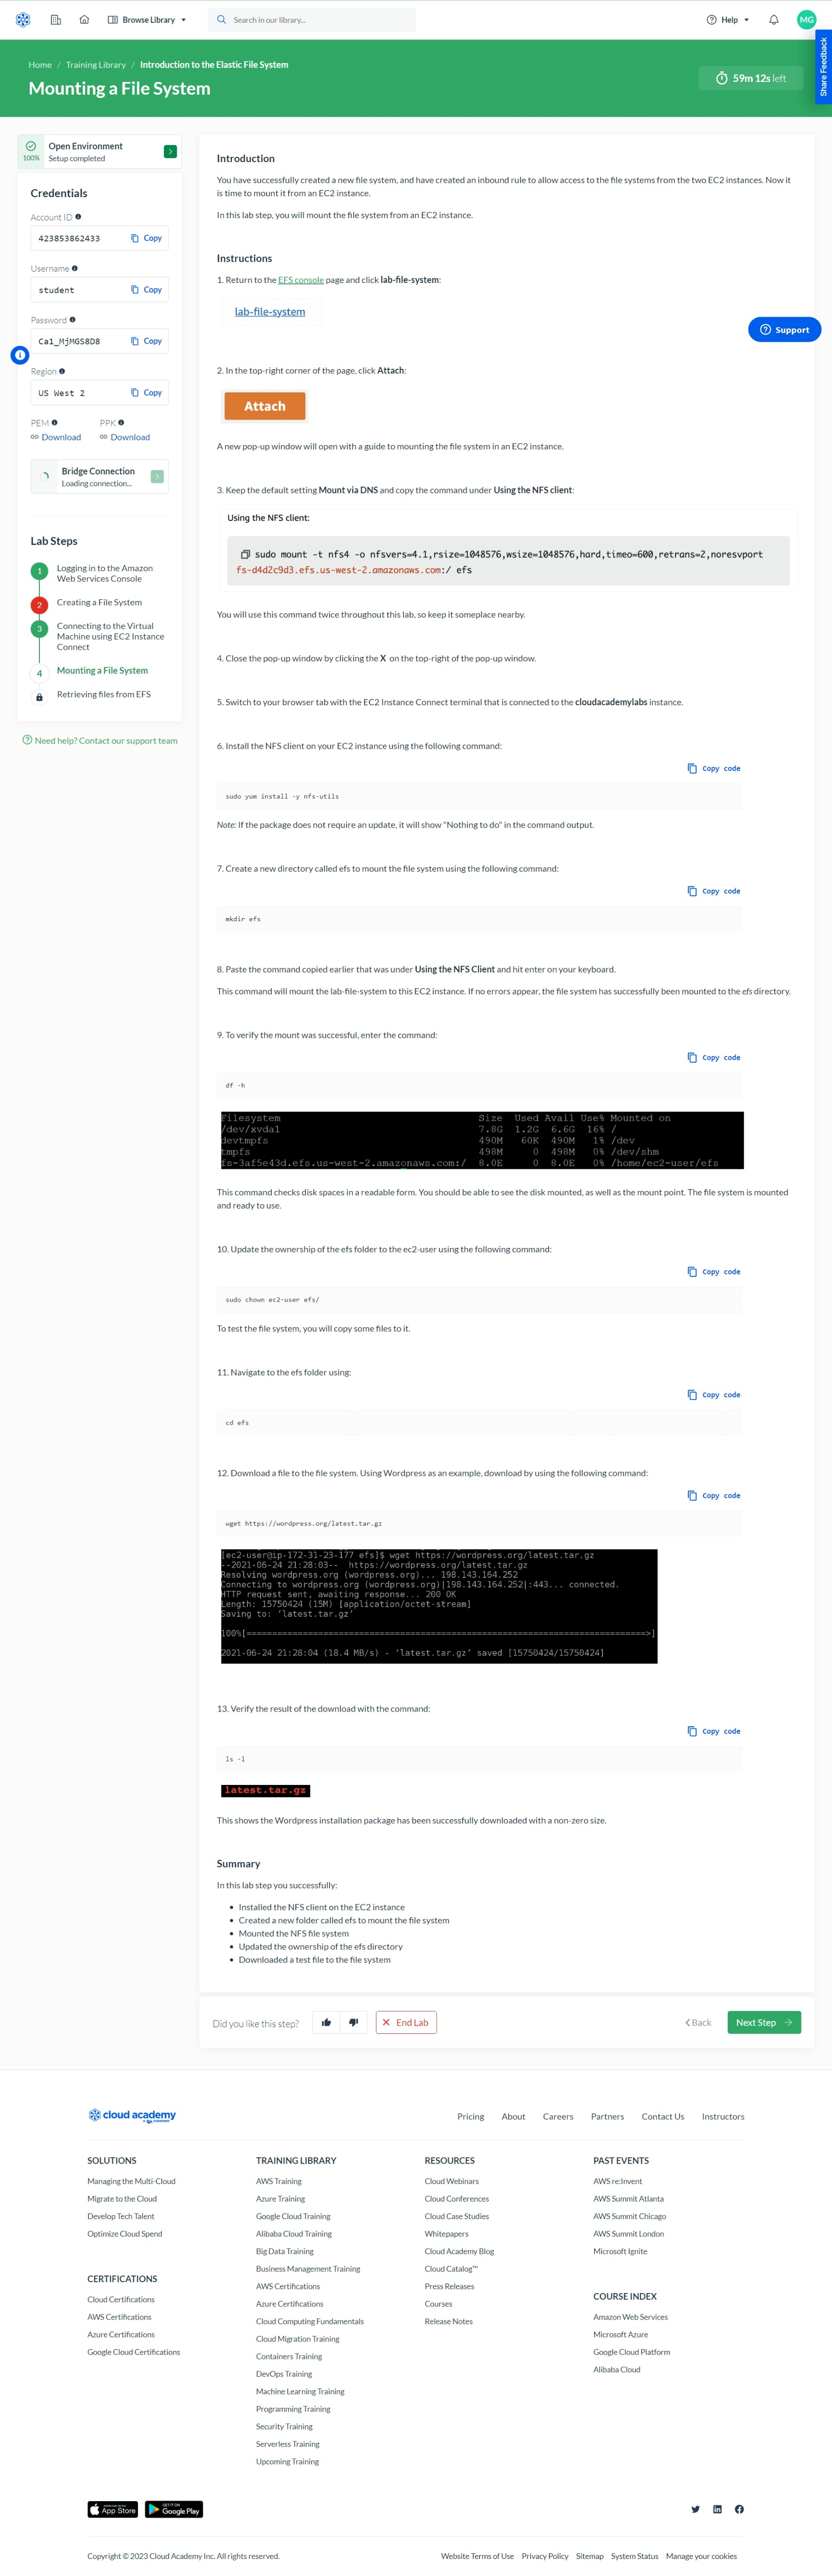 Browse Library
Search in our library...
Help
MG
Share Feedback
Home / Training Library / Introduction to the Elastic File System
Mounting a File System
59m 12s left
Open Environment
100%
Setup completed
Credentials
Account ID
423853862433 Copy
Username
student Copy
Password
Ca1_MjMGS8D8 Copy
Region
US West 2 Copy
PEM PPK
Download Download
Bridge Connection
Loading connection...
Lab Steps
1 Logging in to the Amazon
Web Services Console
2 Creating a File System
3 Connecting to the Virtual
Machine using EC2 Instance
Connect
4 Mounting a File System
Retrieving files from EFS
Need help? Contact our support team
Support
Introduction
You have successfully created a new file system, and have created an inbound rule to allow access to the file systems from the two EC2 instances. Now it
is time to mount it from an EC2 instance.
In this lab step, you will mount the file system from an EC2 instance.
Instructions
1. Return to the EFS console page and click lab-file-system:
lab-file-system
2. In the top-right corner of the page, click Attach:
Attach
A new pop-up window will open with a guide to mounting the file system in an EC2 instance.
3. Keep the default setting Mount via DNS and copy the command under Using the NFS client:
Using the NFS client:
sudo mount -t nfs4 -o nfsvers=4.1,rsize=1048576,wsize=1048576,hard,timeo=600,retrans=2,noresvport
fs-d4d2c9d3.efs.us-west-2.amazonaws.com:/ efs
You will use this command twice throughout this lab, so keep it someplace nearby.
4. Close the pop-up window by clicking the X on the top-right of the pop-up window.
5. Switch to your browser tab with the EC2 Instance Connect terminal that is connected to the cloudacademylabs instance.
6. Install the NFS client on your EC2 instance using the following command:
Copy code
sudo yum install -y nfs-utils
Note: If the package does not require an update, it will show "Nothing to do" in the command output.
7. Create a new directory called efs to mount the file system using the following command:
Copy code
mkdir efs
8. Paste the command copied earlier that was under Using the NFS Client and hit enter on your keyboard.
This command will mount the lab-file-system to this EC2 instance. If no errors appear, the file system has successfully been mounted to the efs directory.
9. To verify the mount was successful, enter the command:
Copy code
df -h
Filesystem Size Used Avail Use% Mounted on
/dev/xvda1 7.8G 1.2G 6.6G 16% /
devtmpfs 490M 60K 490M 1% /dev
tmpfs 498M 0 498M 0% /dev/shm
fs-3af5e43d.efs.us-west-2.amazonaws.com:/ 8.0E 0 8.0E 0% /home/ec2-user/efs
This command checks disk spaces in a readable form. You should be able to see the disk mounted, as well as the mount point. The file system is mounted
and ready to use.
10. Update the ownership of the efs folder to the ec2-user using the following command:
Copy code
sudo chown ec2-user efs/
To test the file system, you will copy some files to it.
11. Navigate to the efs folder using:
Copy code
cd efs
12. Download a file to the file system. Using Wordpress as an example, download by using the following command:
Copy code
wget https://wordpress.org/latest.tar.gz
[ec2-user@ip-172-31-23-177 efs]$ wget https://wordpress.org/latest.tar.gz
--2021-06-24 21:28:03-- https://wordpress.org/latest.tar.gz
Resolving wordpress.org (wordpress.org)... 198.143.164.252
Connecting to wordpress.org (wordpress.org)|198.143.164.252|:443... connected.
HTTP request sent, awaiting response... 200 OK
Length: 15750424 (15M) [application/octet-stream]
Saving to: ‘latest.tar.gz’
100%[==============================================================================>]
2021-06-24 21:28:04 (18.4 MB/s) - ‘latest.tar.gz’ saved [15750424/15750424]
13. Verify the result of the download with the command:
Copy code
ls -l
latest.tar.gz
This shows the Wordpress installation package has been successfully downloaded with a non-zero size.
Summary
In this lab step you successfully:
• Installed the NFS client on the EC2 instance
• Created a new folder called efs to mount the file system
• Mounted the NFS file system
• Updated the ownership of the efs directory
• Downloaded a test file to the file system
Did you like this step?
End Lab
Back
Next Step
cloud academy
Pricing About Careers Partners Contact Us Instructors
SOLUTIONS
Managing the Multi-Cloud
Migrate to the Cloud
Develop Tech Talent
Optimize Cloud Spend
CERTIFICATIONS
Cloud Certifications
AWS Certifications
Azure Certifications
Google Cloud Certifications
TRAINING LIBRARY
AWS Training
Azure Training
Google Cloud Training
Alibaba Cloud Training
Big Data Training
Business Management Training
AWS Certifications
Azure Certifications
Cloud Computing Fundamentals
Cloud Migration Training
Containers Training
DevOps Training
Machine Learning Training
Programming Training
Security Training
Serverless Training
Upcoming Training
RESOURCES
Cloud Webinars
Cloud Conferences
Cloud Case Studies
Whitepapers
Cloud Academy Blog
Cloud Catalog™
Press Releases
Courses
Release Notes
PAST EVENTS
AWS re:Invent
AWS Summit Atlanta
AWS Summit Chicago
AWS Summit London
Microsoft Ignite
COURSE INDEX
Amazon Web Services
Microsoft Azure
Google Cloud Platform
Alibaba Cloud
App Store
GET IT ON
Google Play
Copyright © 2023 Cloud Academy Inc. All rights reserved.
Website Terms of Use Privacy Policy Sitemap System Status Manage your cookies